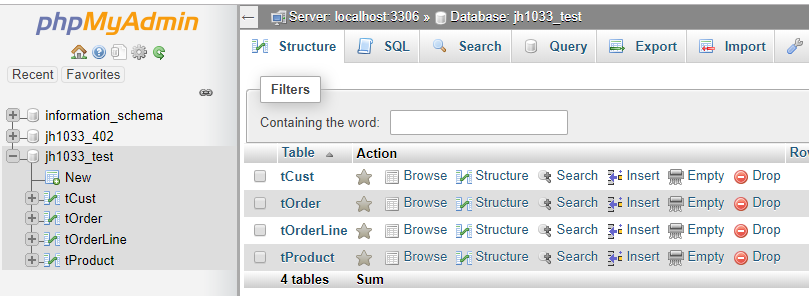 phpMyAdmin
Recent Favorites
information_schema
jh1033_402
jh1033_test
New
tCust
tOrder
tOrderLine
tProduct
Server: localhost:3306 » Database: jh1033_test
Structure SQL Search Query Export Import
Filters
Containing the word:
Table Action
tCust Browse Structure Search Insert Empty Drop
tOrder Browse Structure Search Insert Empty Drop
tOrderLine Browse Structure Search Insert Empty Drop
tProduct Browse Structure Search Insert Empty Drop
4 tables Sum